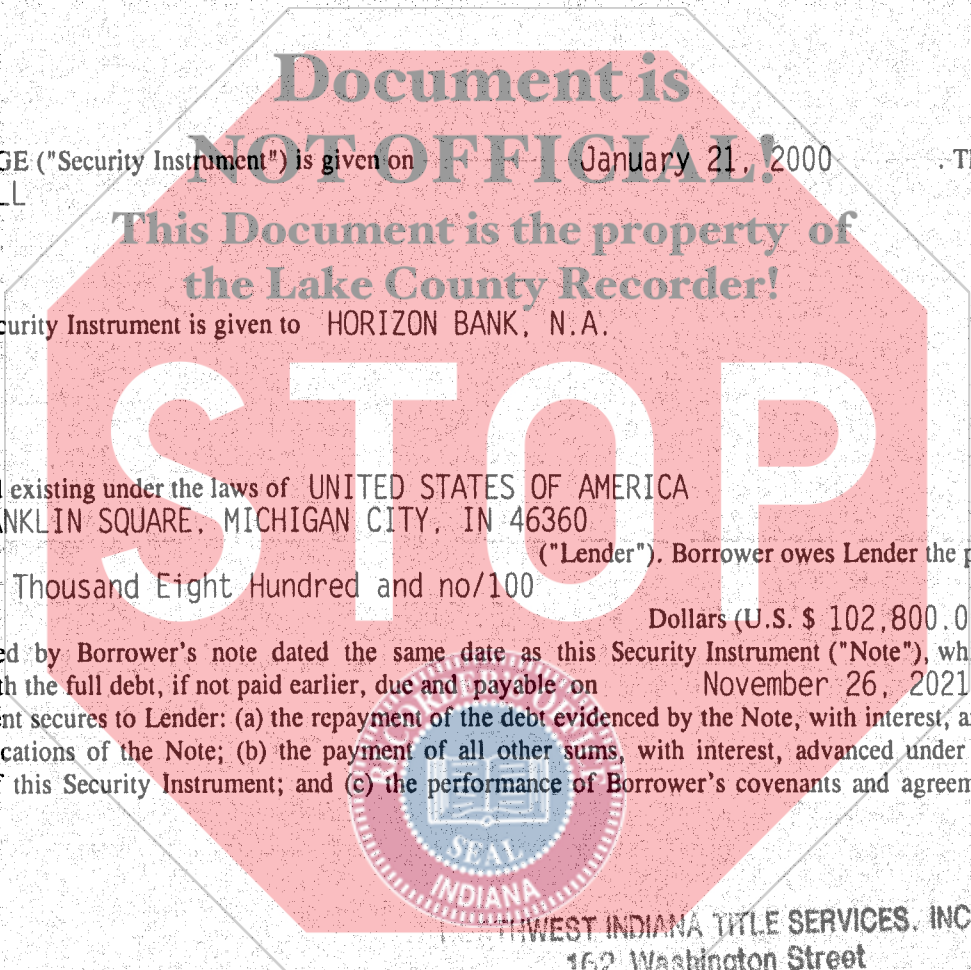 Document is
NOT OFFICIAL!
GE ("Security Instrument") is given on January 21, 2000 . Th
LL
This Document is the property of
the Lake County Recorder!
curity Instrument is given to HORIZON BANK, N.A.
STOP
existing under the laws of UNITED STATES OF AMERICA
ANKLIN SQUARE, MICHIGAN CITY, IN 46360
("Lender"). Borrower owes Lender the p
Thousand Eight Hundred and no/100
Dollars (U.S. $ 102,800.0
ed by Borrower's note dated the same date as this Security Instrument ("Note"), wh
th the full debt, if not paid earlier, due and payable on November 26, 2021
ent secures to Lender: (a) the repayment of the debt evidenced by the Note, with interest, a
cations of the Note; (b) the payment of all other sums, with interest, advanced under
f this Security Instrument; and (c) the performance of Borrower's covenants and agreem
SEAL
INDIANA
THWEST INDIANA TITLE SERVICES, INC
162 Washington Street